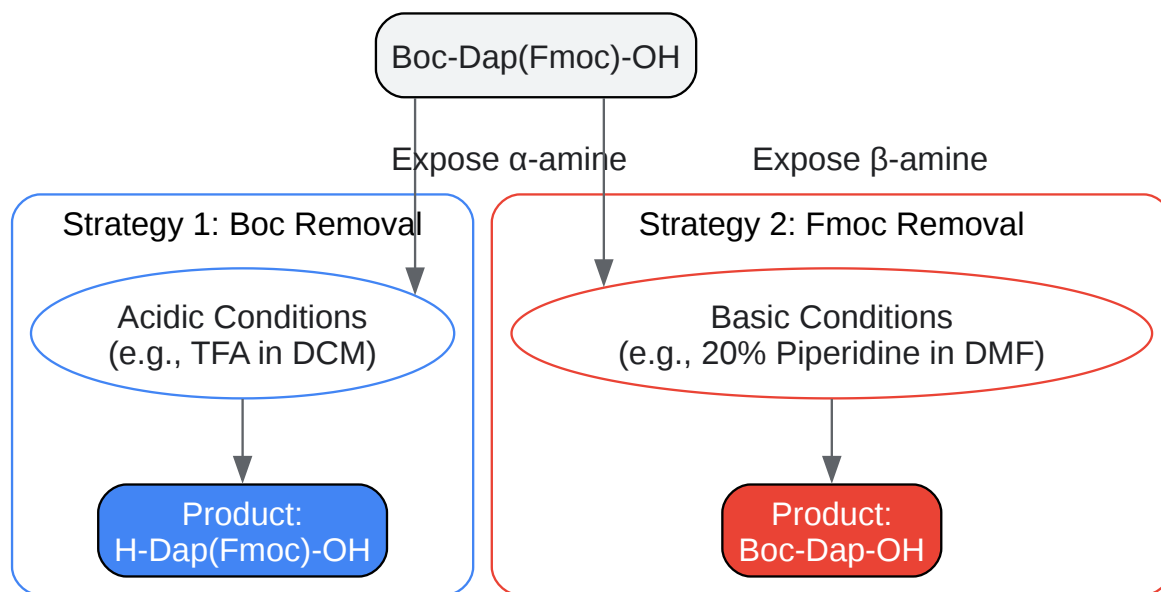 Boc-Dap(Fmoc)-OH
Expose α-amine
Expose β-amine
Strategy 1: Boc Removal
Strategy 2: Fmoc Removal
Acidic Conditions
(e.g., TFA in DCM)
Basic Conditions
(e.g., 20% Piperidine in DMF)
Product:
H-Dap(Fmoc)-OH
Product:
Boc-Dap-OH